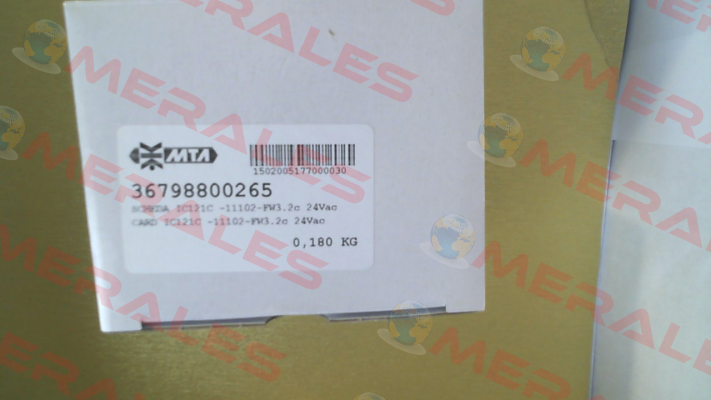 MERALES
MERALES
MTA
1502005177000030
36798800265
SCHEDA IC121C -11102-FW3.2c 24Vac
CARD IC121C -11102-FW3.2c 24Vac
0,180 KG
MERALES
MERALES
MERALES